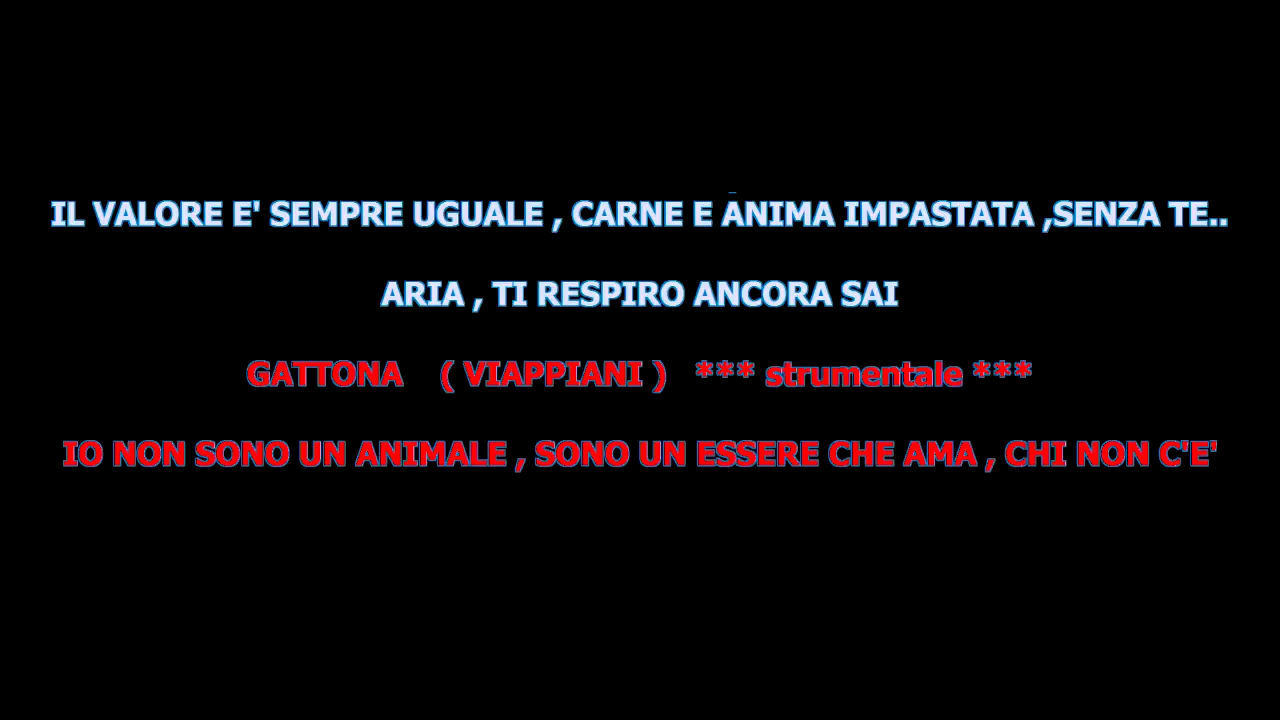 IL VALORE E' SEMPRE UGUALE , CARNE E ANIMA IMPASTATA ,SENZA TE..
ARIA , TI RESPIRO ANCORA SAI
GATTONA ( VIAPPIANI ) *** strumentale ***
IO NON SONO UN ANIMALE , SONO UN ESSERE CHE AMA , CHI NON C'E'